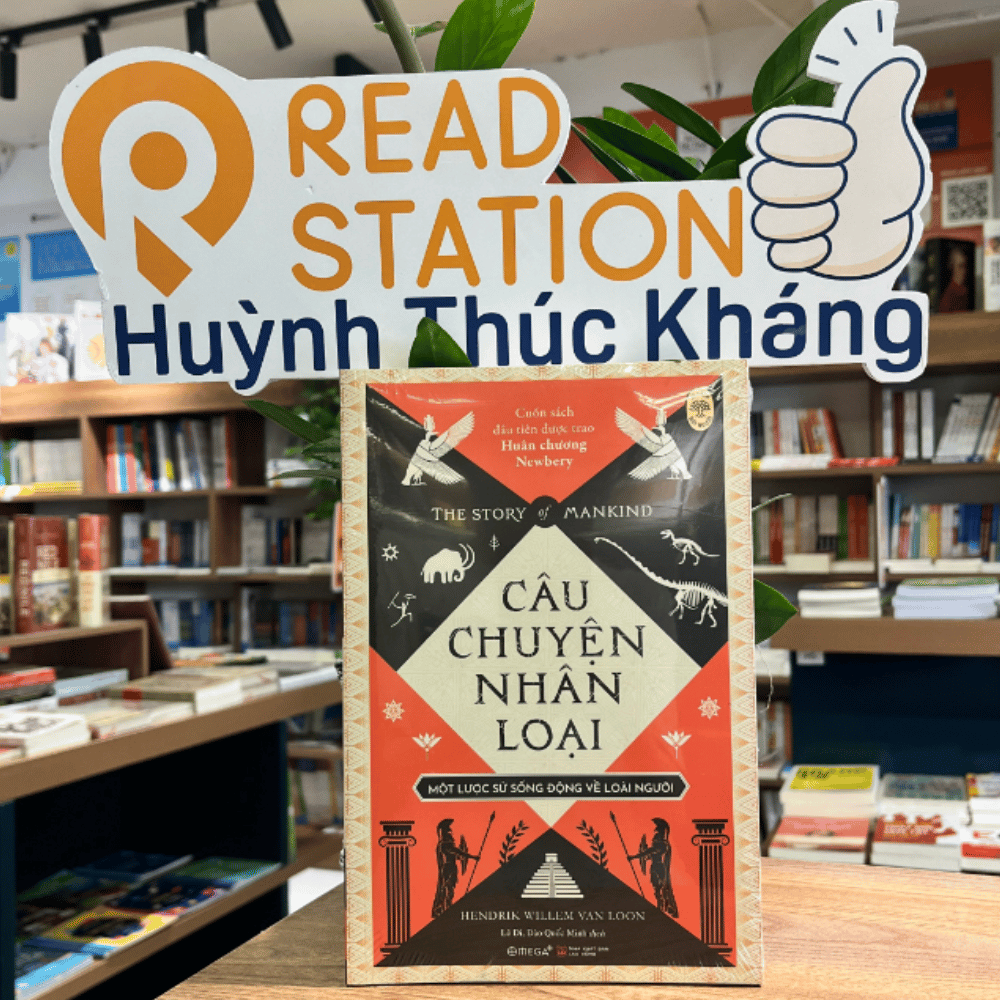 READ
STATION
Huỳnh Thúc Kháng
Cuốn sách
đầu tiên được trao
Huân chương
Newbery
THE STORY of MANKIND
CÂU
CHUYỆN
NHÂN
LOẠI
MỘT LƯỢC SỬ SỐNG ĐỘNG VỀ LOÀI NGƯỜI
HENDRIK WILLEM VAN LOON
Lê Di, Đào Quốc Minh dịch
OMEGA+